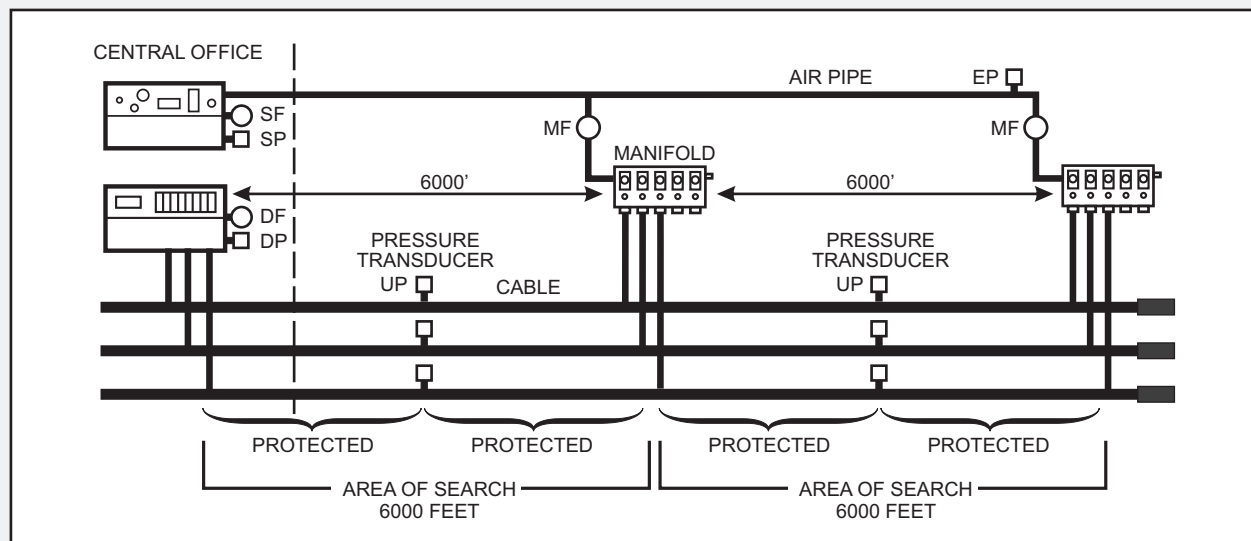 CENTRAL OFFICE
AIR PIPE
EP
SF
SP
MF
MF
MANIFOLD
6000’
6000’
DF
DP
PRESSURE
TRANSDUCER
UP
CABLE
PRESSURE
TRANSDUCER
UP
PROTECTED
PROTECTED
PROTECTED
PROTECTED
AREA OF SEARCH
6000 FEET
AREA OF SEARCH
6000 FEET